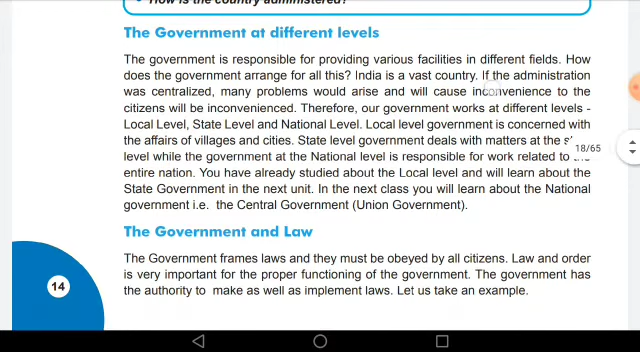 How is the country administered?
The Government at different levels
The government is responsible for providing various facilities in different fields. How
does the government arrange for all this? India is a vast country. If the administration
was centralized, many problems would arise and will cause inconvenience to the
citizens will be inconvenienced. Therefore, our government works at different levels -
Local Level, State Level and National Level. Local level government is concerned with
the affairs of villages and cities. State level government deals with matters at the
level while the government at the National level is responsible for work related to
18/65
entire nation. You have already studied about the Local level and will learn about the
State Government in the next unit. In the next class you will learn about the National
government i.e. the Central Government (Union Government).
The Government and Law
The Government frames laws and they must be obeyed by all citizens. Law and order
is very important for the proper functioning of the government. The government has
the authority to make as well as implement laws. Let us take an example.
14